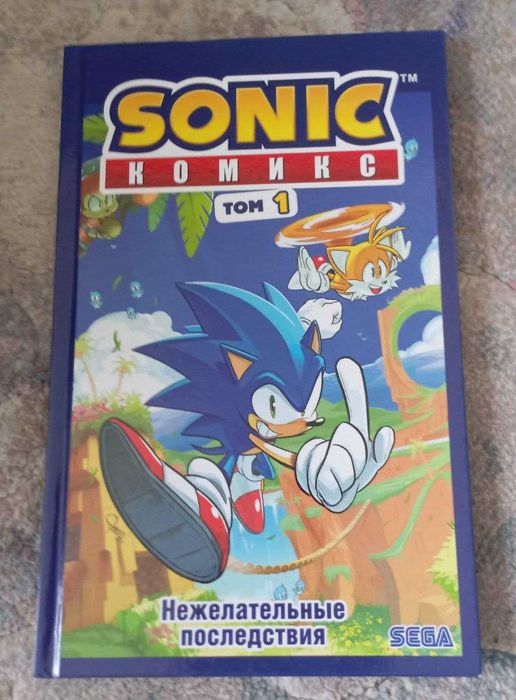 SONIC™
КОМИКС
ТОМ 1
Нежелательные
последствия
SEGA®